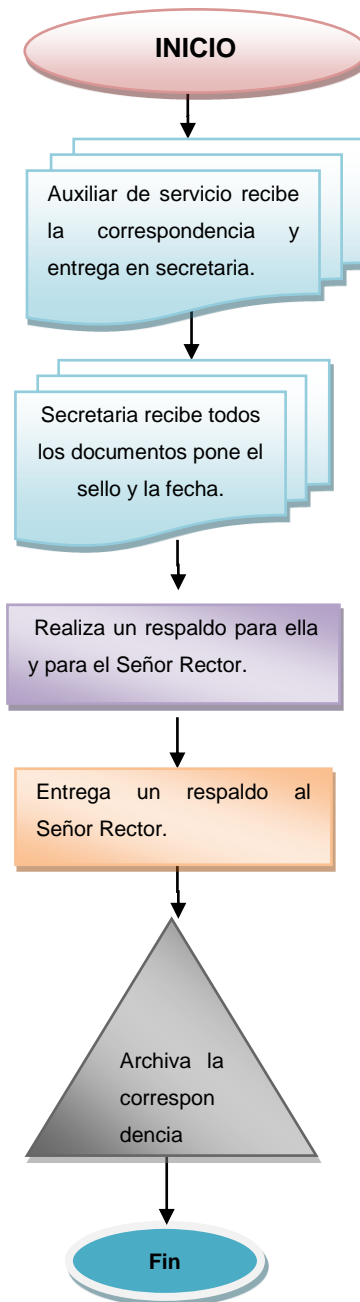 INICIO
Auxiliar de servicio recibe
la correspondencia y
entrega en secretaria.
Secretaria recibe todos
los documentos pone el
sello y la fecha.
Realiza un respaldo para ella
y para el Señor Rector.
Entrega un respaldo al
Señor Rector.
Archiva la
correspon
dencia
Fin